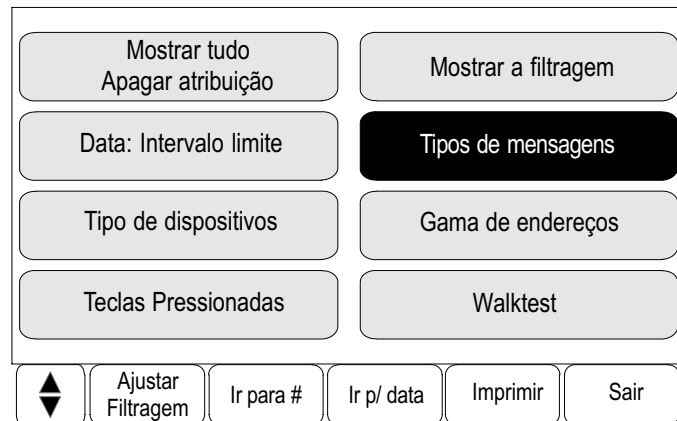 Mostrar tudo
Apagar atribuição
Mostrar a filtragem
Data: Intervalo limite
Tipos de mensagens
Tipo de dispositivos
Gama de endereços
Teclas Pressionadas
Walktest
Ajustar
Filtragem
Ir para #
Ir p/ data
Imprimir
Sair